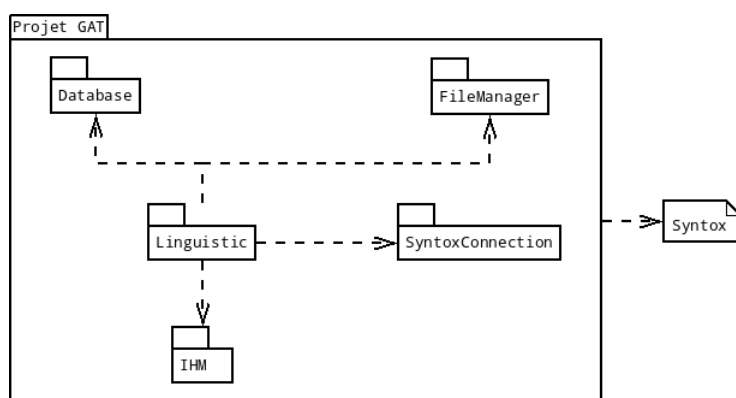 Projet GAT
Database
FileManager
Linguistic
SyntoxConnection
Syntox
IHM